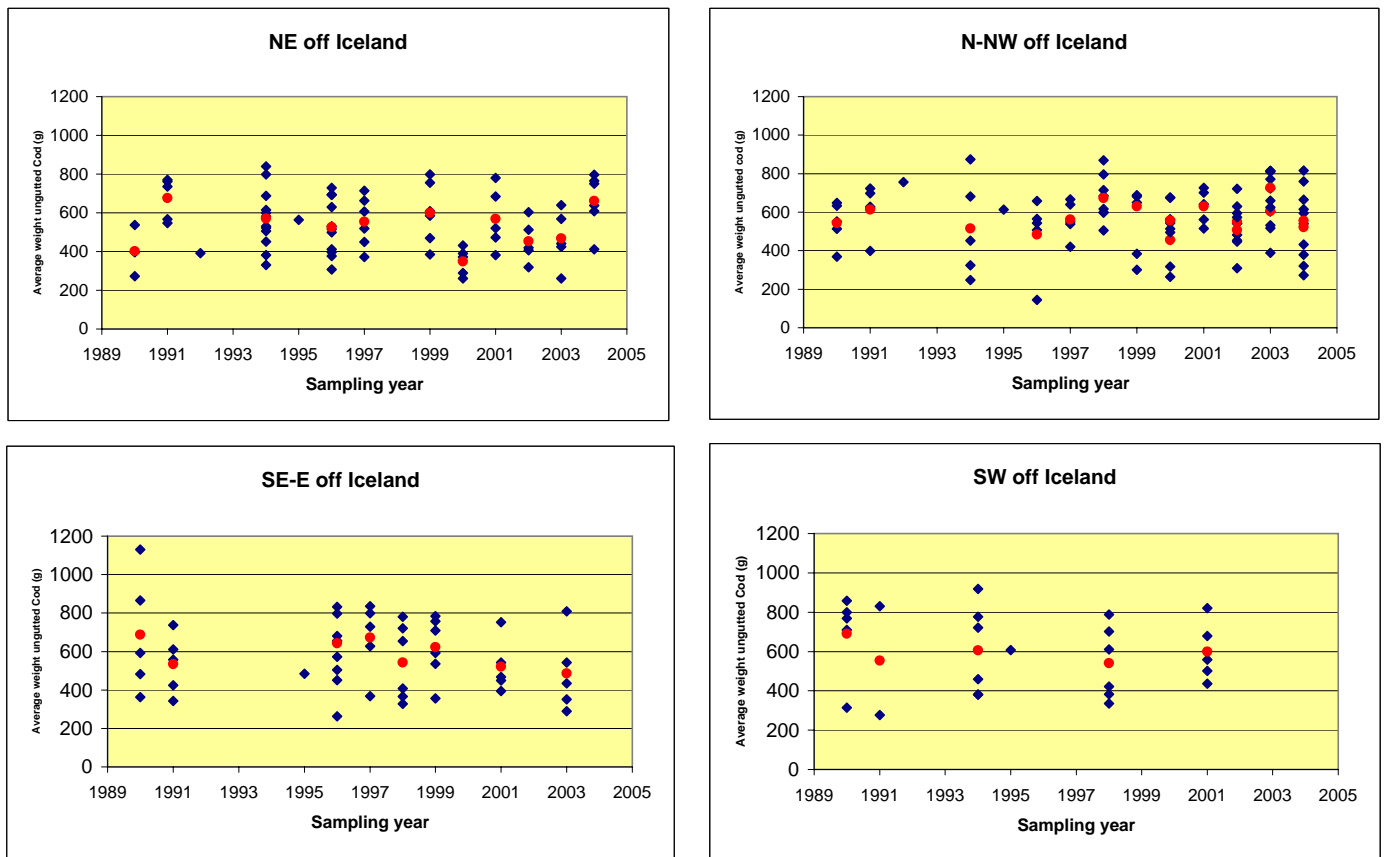 NE off Iceland
Average weight ungutted Cod (g)
1200
1000
800
600
400
200
0
1989 1991 1993 1995 1997 1999 2001 2003 2005
Sampling year
N-NW off Iceland
Average weight ungutted cod (g)
1200
1000
800
600
400
200
0
1989 1991 1993 1995 1997 1999 2001 2003 2005
Sampling year
SE-E off Iceland
Average weight ungutted Cod (g)
1200
1000
800
600
400
200
0
1989 1991 1993 1995 1997 1999 2001 2003 2005
Sampling year
SW off Iceland
Average weight ungutted Cod (g)
1200
1000
800
600
400
200
0
1989 1991 1993 1995 1997 1999 2001 2003 2005
Sampling year